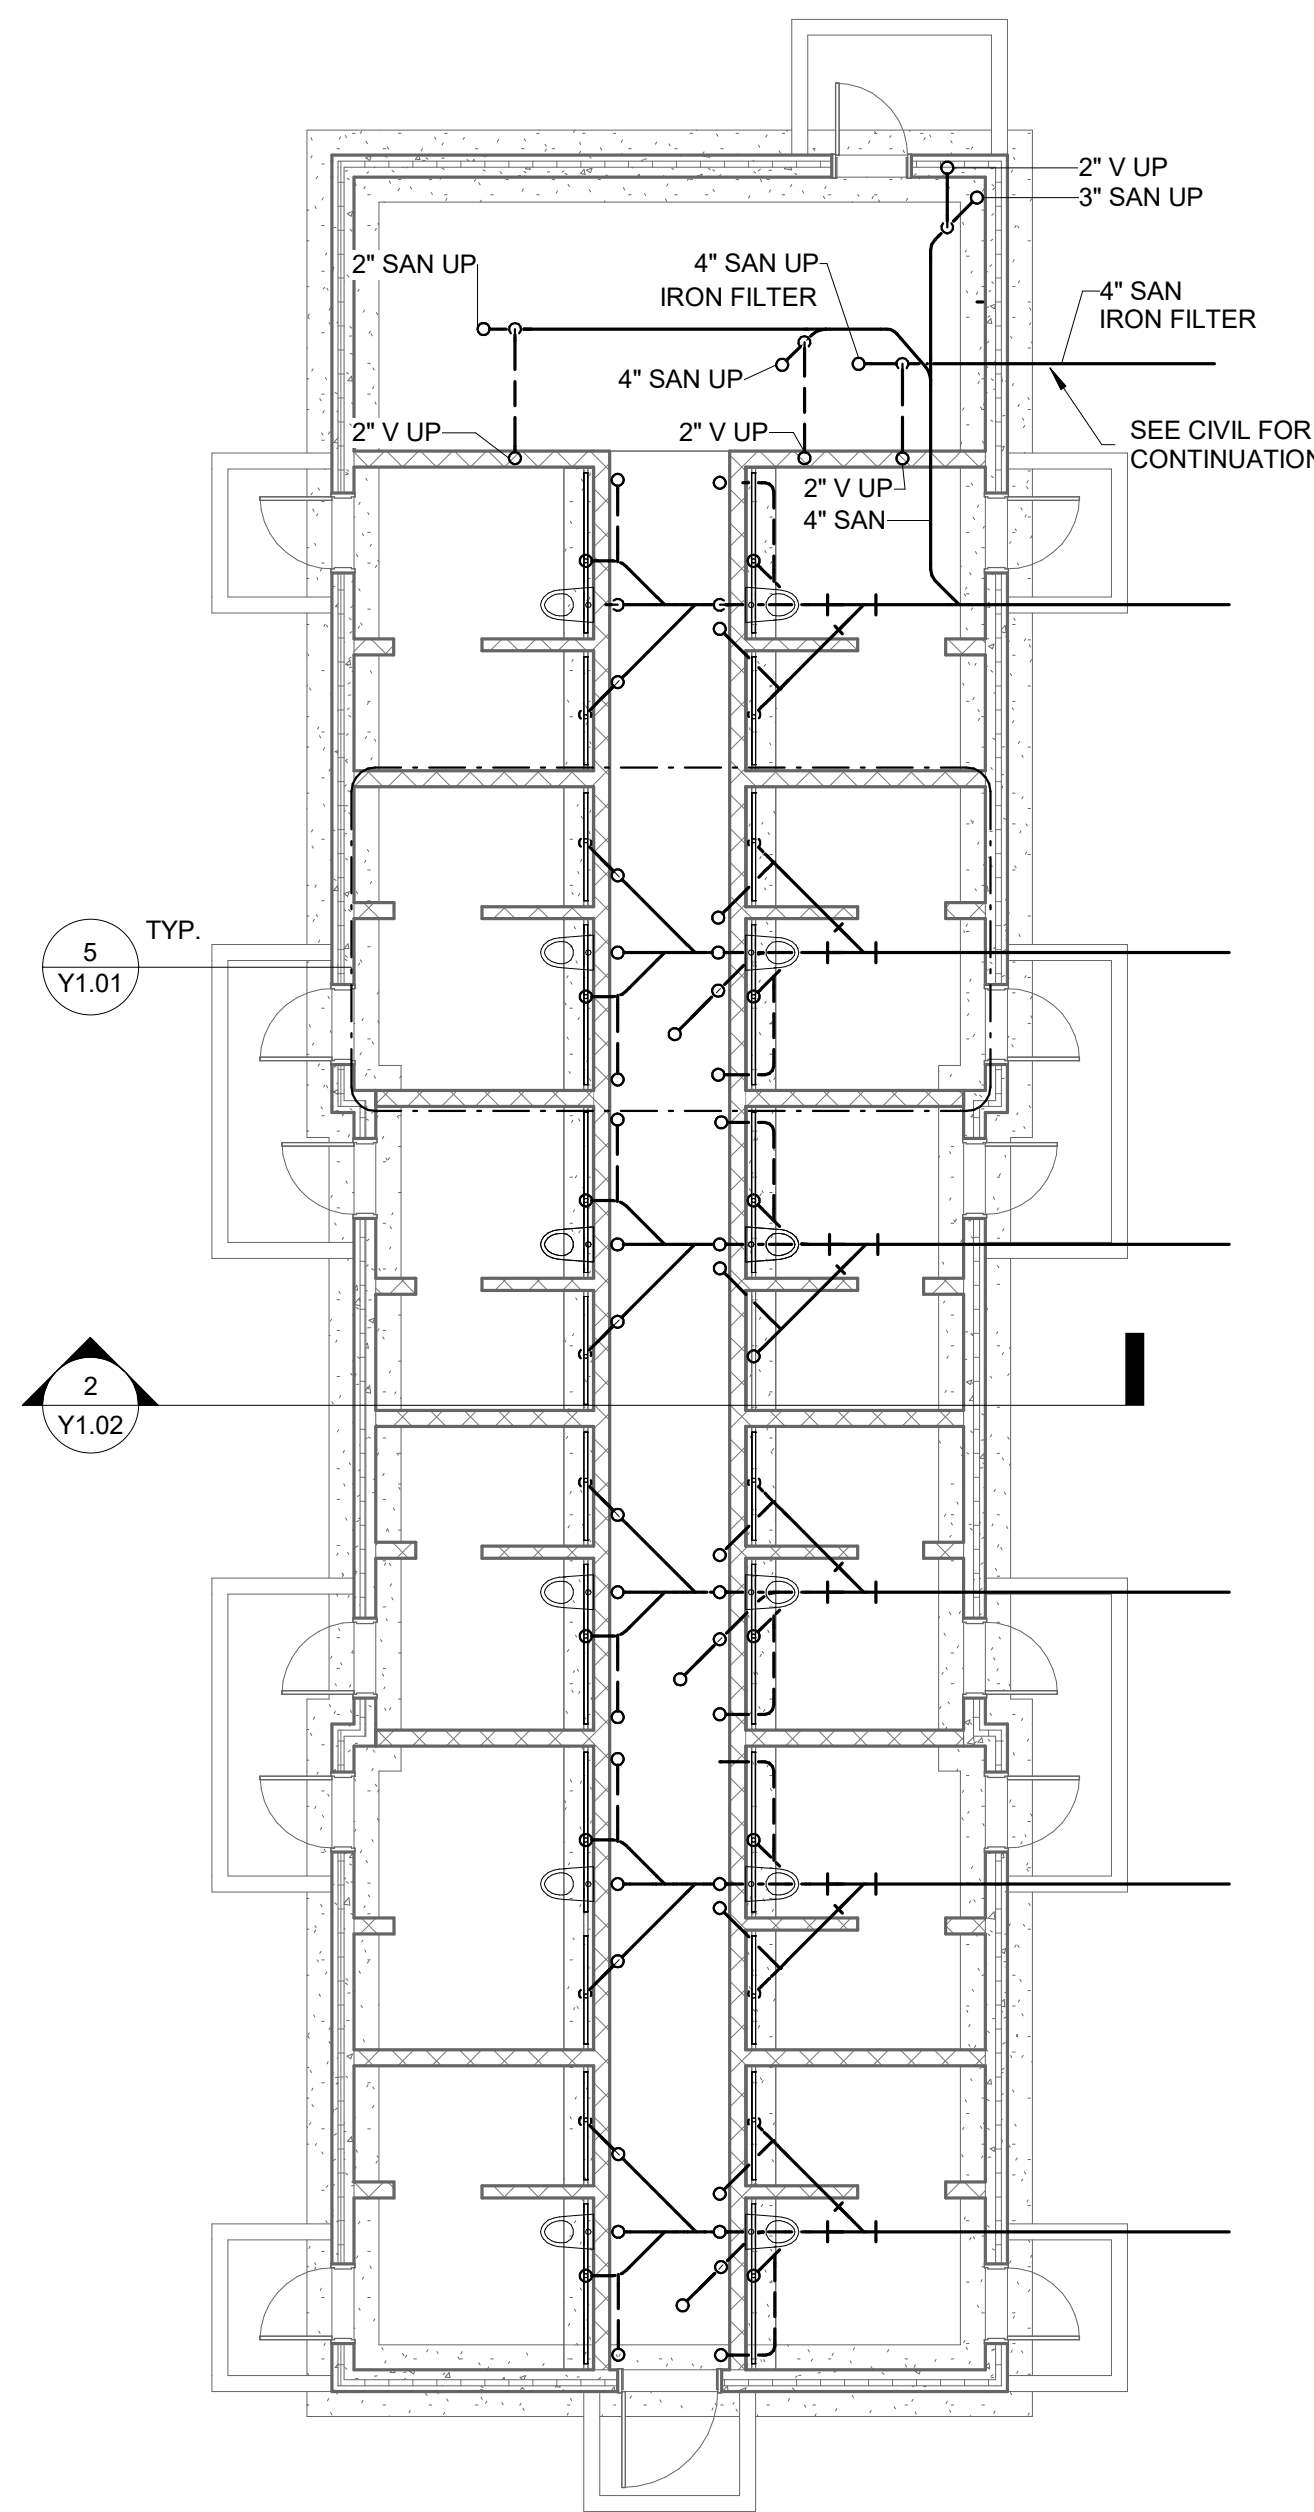 2" V UP
3" SAN UP
2" SAN UP
4" SAN UP
IRON FILTER
4" SAN
IRON FILTER
4" SAN UP
2" V UP
2" V UP
SEE CIVIL FOR
CONTINUATION
2" V UP
4" SAN
5
Y1.01
TYP.
2
Y1.02